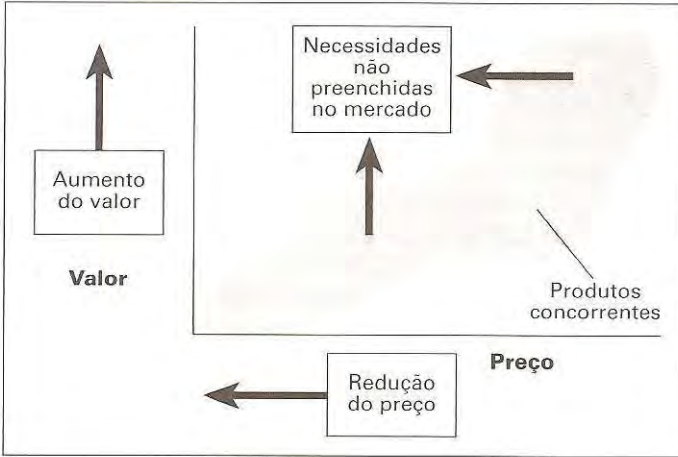 Necessidades
não
preenchidas
no mercado
Aumento
do valor
Valor
Produtos
concorrentes
Preço
Redução
do preço